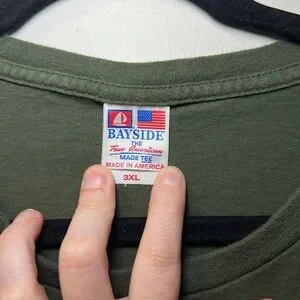 BAYSIDE
THE
True American
MADE TEE
MADE IN AMERICA
3XL